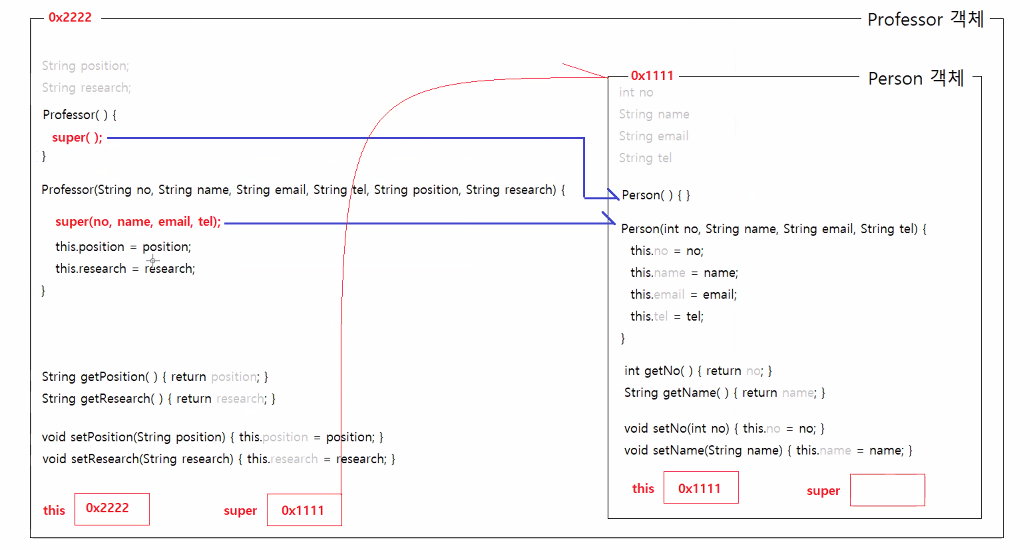 0x2222
Professor 객체
String position;
String research;
Professor( ) {
super( );
}
Professor(String no, String name, String email, String tel, String position, String research) {
super(no, name, email, tel);
this.position = position;
this.research = research;
}
String getPosition( ) { return position; }
String getResearch( ) { return research; }
void setPosition(String position) { this.position = position; }
void setResearch(String research) { this.research = research; }
this 0x2222 super 0x1111
0x1111
Person 객체
int no
String name
String email
String tel
Person( ) { }
Person(int no, String name, String email, String tel) {
this.no = no;
this.name = name;
this.email = email;
this.tel = tel;
}
int getNo( ) { return no; }
String getName( ) { return name; }
void setNo(int no) { this.no = no; }
void setName(String name) { this.name = name; }
this 0x1111 super